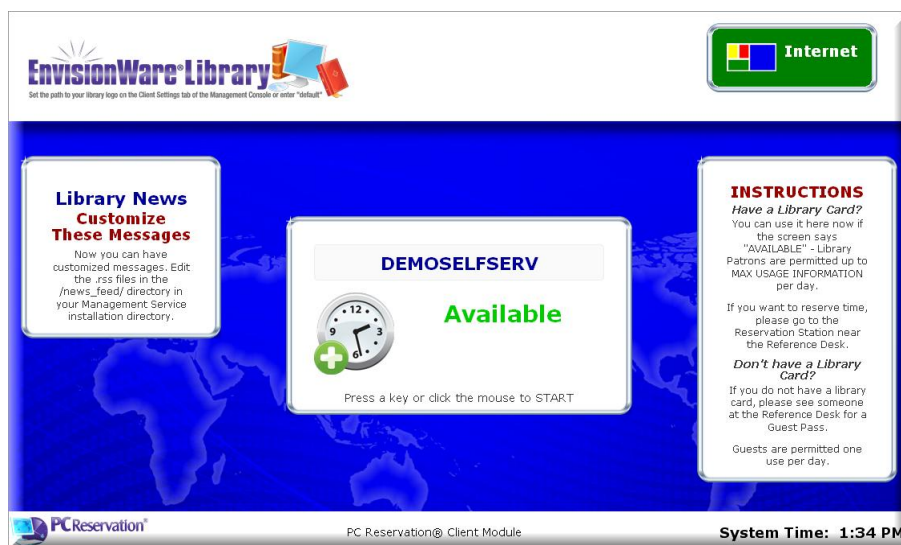 EnvisionWare® Library
Set the path to your library logo on the Client Settings tab of the Management Console or enter "default"
Internet
Library News
Customize
These Messages
Now you can have
customized messages. Edit
the .rss files in the
/news_feed/ directory in
your Management Service
installation directory.
DEMOSELFSERV
12
9
3
6
Available
Press a key or click the mouse to START
INSTRUCTIONS
Have a Library Card?
You can use it here now if
the screen says
"AVAILABLE" - Library
Patrons are permitted up to
MAX USAGE INFORMATION
per day.
If you want to reserve time,
please go to the
Reservation Station near
the Reference Desk.
Don't have a Library
Card?
If you do not have a library
card, please see someone
at the Reference Desk for a
Guest Pass.
Guests are permitted one
use per day.
PCReservation®
PC Reservation® Client Module
System Time: 1:34 PM